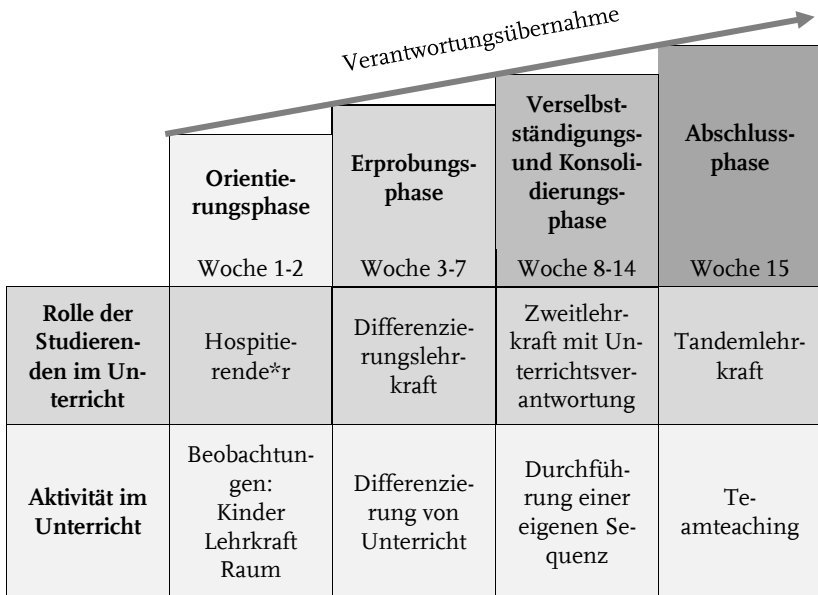 Verantwortungsübernahme
Orientie-
rungsphase
Woche 1-2
Erprobungs-
phase
Woche 3-7
Verselbst-
ständigungs-
und Konsoli-
dierungs-
phase
Woche 8-14
Abschluss-
phase
Woche 15
Rolle der
Studieren-
den im Un-
terricht
Hospitie-
rende*r
Differenzie-
rungslehr-
kraft
Zweitlehr-
kraft mit Un-
terrichtsver-
antwortung
Tandemlehr-
kraft
Aktivität im
Unterricht
Beobachtun-
gen:
Kinder
Lehrkraft
Raum
Differenzie-
rung von
Unterricht
Durchfüh-
rung einer
eigenen Se-
quenz
Te-
amteaching